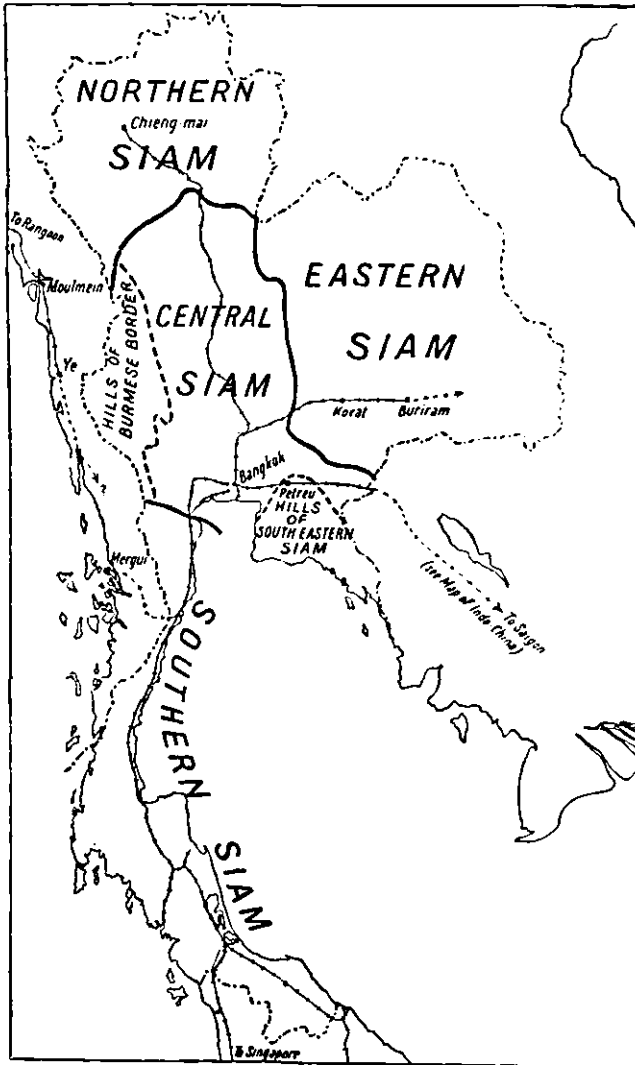 NORTHERN
Chieng-mai
SIAM
To Rangoon
Moulmein
EASTERN
SIAM
CENTRAL
SIAM
HILLS OF
BURMESE BORDER
Ye
?
Korat
Buriram
Bangkok
Petreu
HILLS
OF
SOUTH EASTERN
SIAM
Mergui
(see Map of Indo China)
To Saigon
SOUTHERN
SIAM
To Singapore